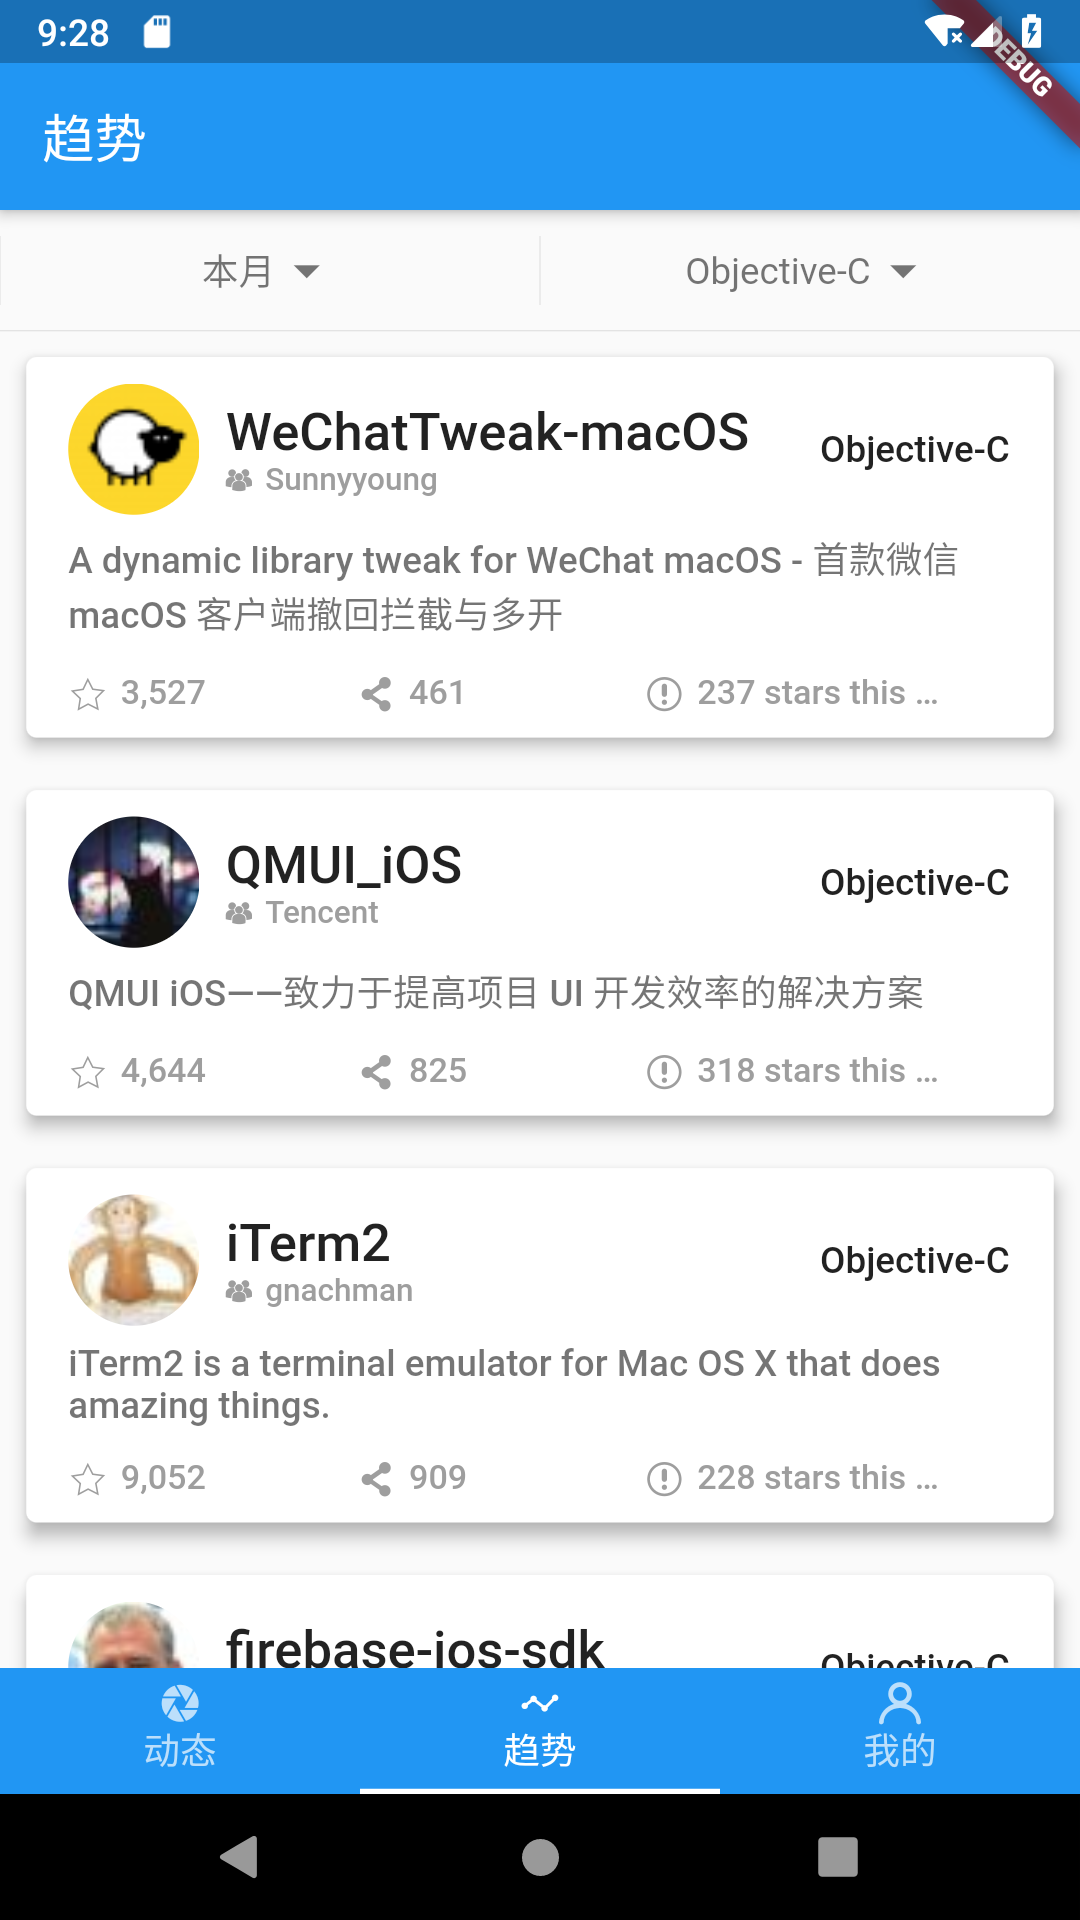 9:28
DEBUG
趋势
本月
Objective-C
WeChatTweak-macOS
Sunnyyoung
Objective-C
A dynamic library tweak for WeChat macOS - 首款微信
macOS 客户端撤回拦截与多开
3,527
461
237 stars this ...
QMUI_iOS
Tencent
Objective-C
QMUI iOS——致力于提高项目 UI 开发效率的解决方案
4,644
825
318 stars this ...
iTerm2
gnachman
Objective-C
iTerm2 is a terminal emulator for Mac OS X that does
amazing things.
9,052
909
228 stars this ...
firebase-ios-sdk
Objective-C
动态
趋势
我的